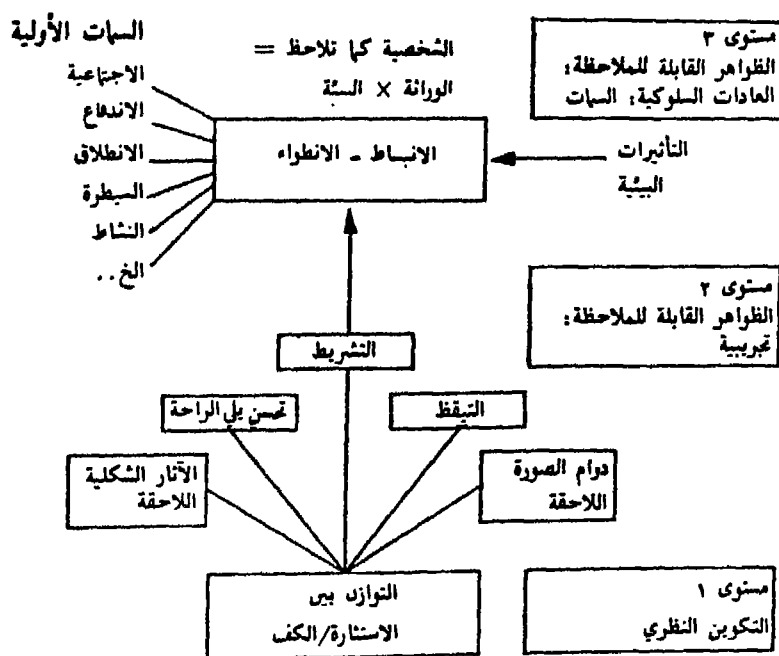 السمات الأولية
الاجتماعية
الاندفاع
الانطلاق
السيطرة
النشاط
الخ..
الشخصية كما تلاحظ =
الوراثة × البيئة
الانبساط - الانطواء
التأثيرات
البيئية
مستوى ٣
الظواهر القابلة للملاحظة:
العادات السلوكية: السمات
مستوى ٢
الظواهر القابلة للملاحظة:
تجريبية
التشريط
تحسن يلي الراحة
التيقظ
الآثار الشكلية
اللاحقة
دوام الصورة
اللاحقة
التوازن بين
الاستثارة/الكف
مستوى ١
التكوين النظري